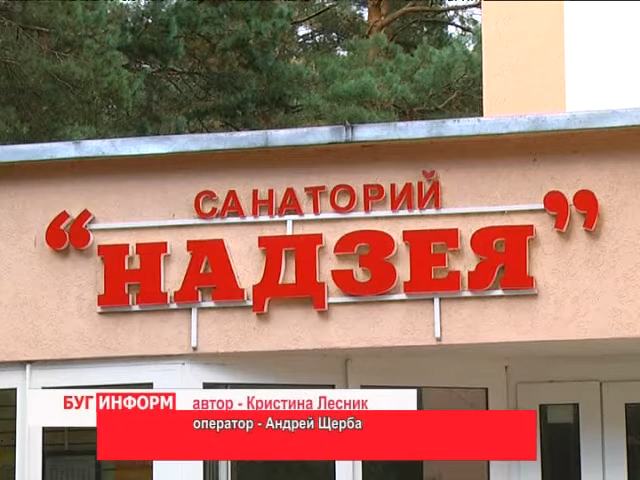 САНАТОРИЙ
“НАДЗЕЯ”
БУГ ИНФОРМ
автор - Кристина Лесник
оператор - Андрей Щерба